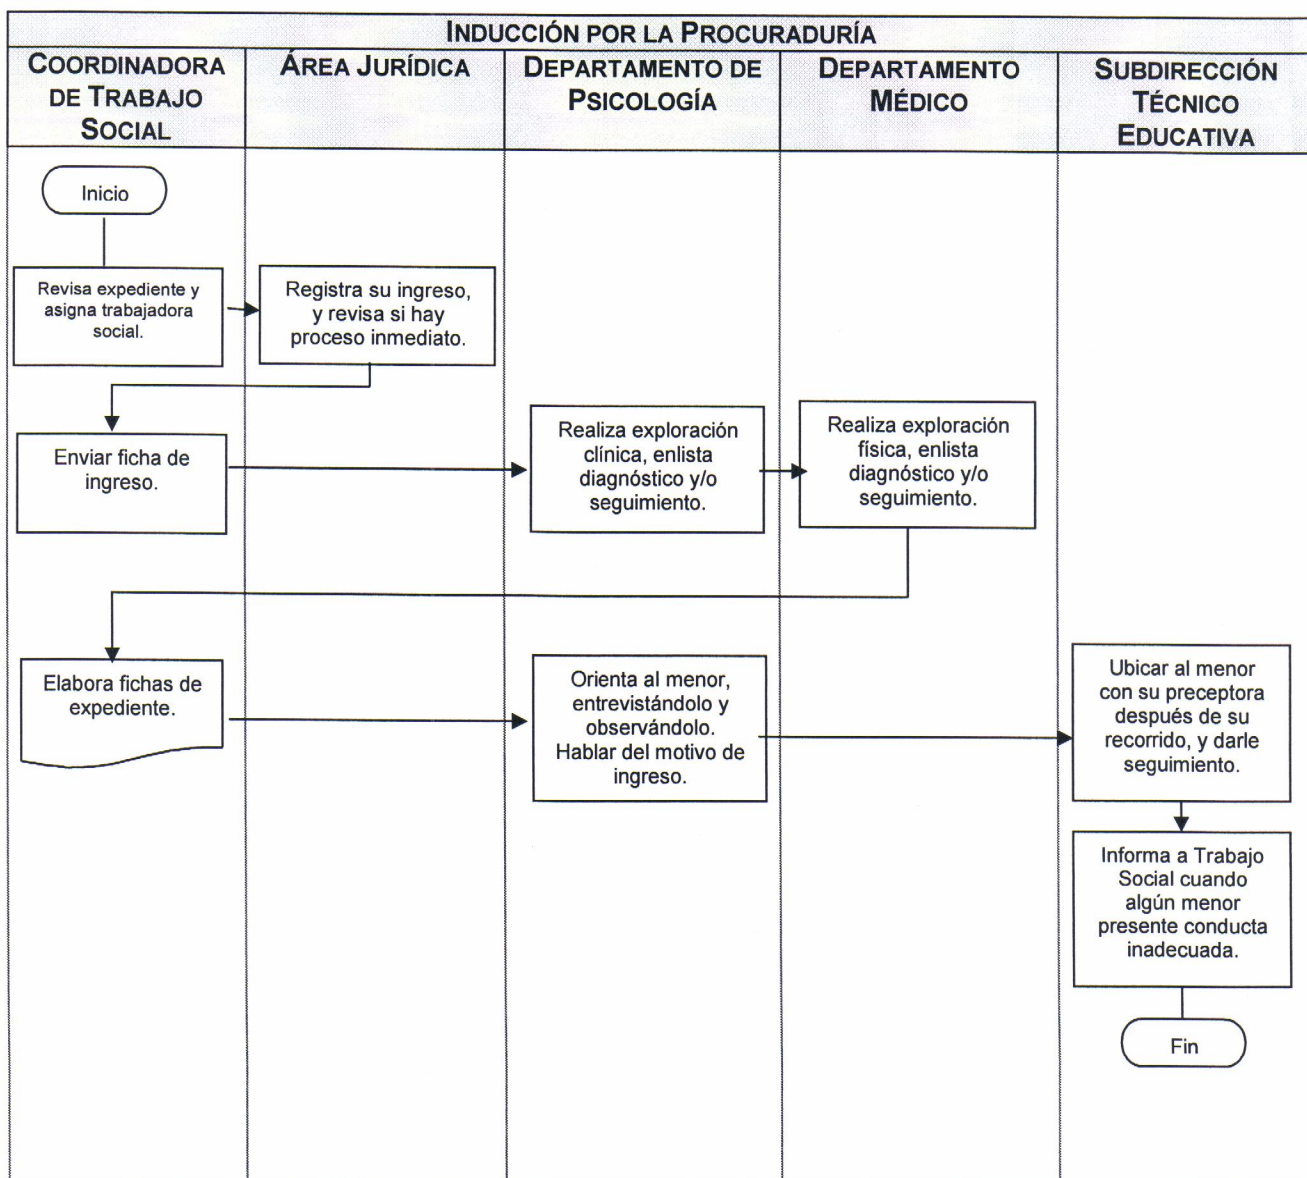 INDUCCIÓN POR LA PROCURADURÍA
COORDINADORA
DE TRABAJO
SOCIAL
ÁREA JURÍDICA
DEPARTAMENTO DE
PSICOLOGÍA
DEPARTAMENTO
MÉDICO
SUBDIRECCIÓN
TÉCNICO
EDUCATIVA
Inicio
Revisa expediente y
asigna trabajadora
social.
Registra su ingreso,
y revisa si hay
proceso inmediato.
Enviar ficha de
ingreso.
Realiza exploración
clínica, enlista
diagnóstico y/o
seguimiento.
Realiza exploración
física, enlista
diagnóstico y/o
seguimiento.
Elabora fichas de
expediente.
Orienta al menor,
entrevistándolo y
observándolo.
Hablar del motivo de
ingreso.
Ubicar al menor
con su preceptora
después de su
recorrido, y darle
seguimiento.
Informa a Trabajo
Social cuando
algún menor
presente conducta
inadecuada.
Fin